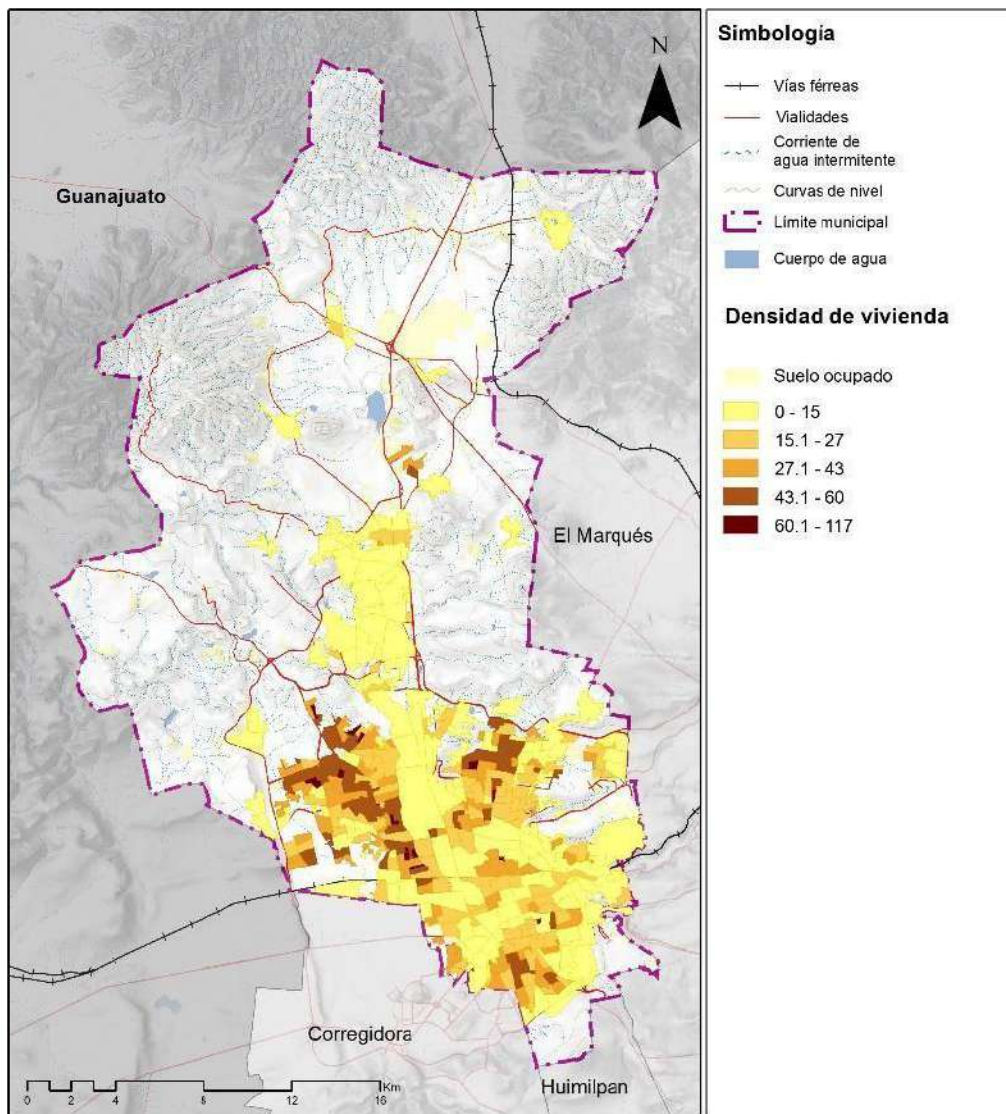 N
Guanajuato
El Marqués
Corregidora
Huimilpan
Km
0 2 4 8 12 16
Simbología
Vías férreas
Vialidades
Corriente de
agua intermitente
Curvas de nivel
Límite municipal
Cuerpo de agua
Densidad de vivienda
Suelo ocupado
0 - 15
15.1 - 27
27.1 - 43
43.1 - 60
60.1 - 117